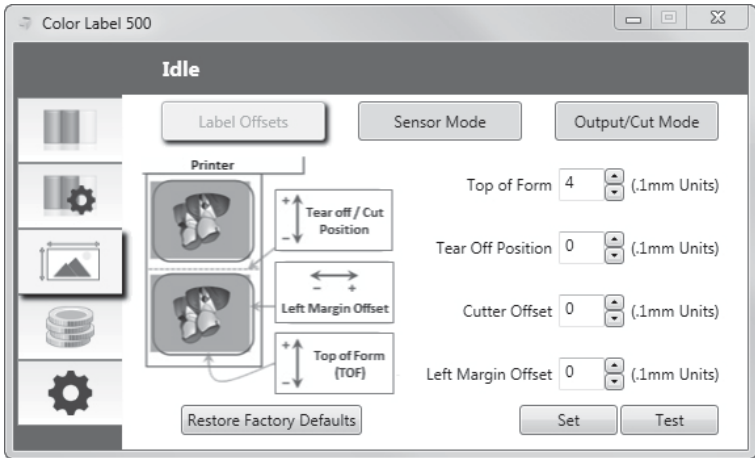 Color Label 500
Idle
Label Offsets
Sensor Mode
Output/Cut Mode
Printer
+
−
Tear off / Cut
Position
− +
Left Margin Offset
+
−
Top of Form
(TOF)
Top of Form 4 (.1mm Units)
Tear Off Position 0 (.1mm Units)
Cutter Offset 0 (.1mm Units)
Left Margin Offset 0 (.1mm Units)
Restore Factory Defaults
Set
Test